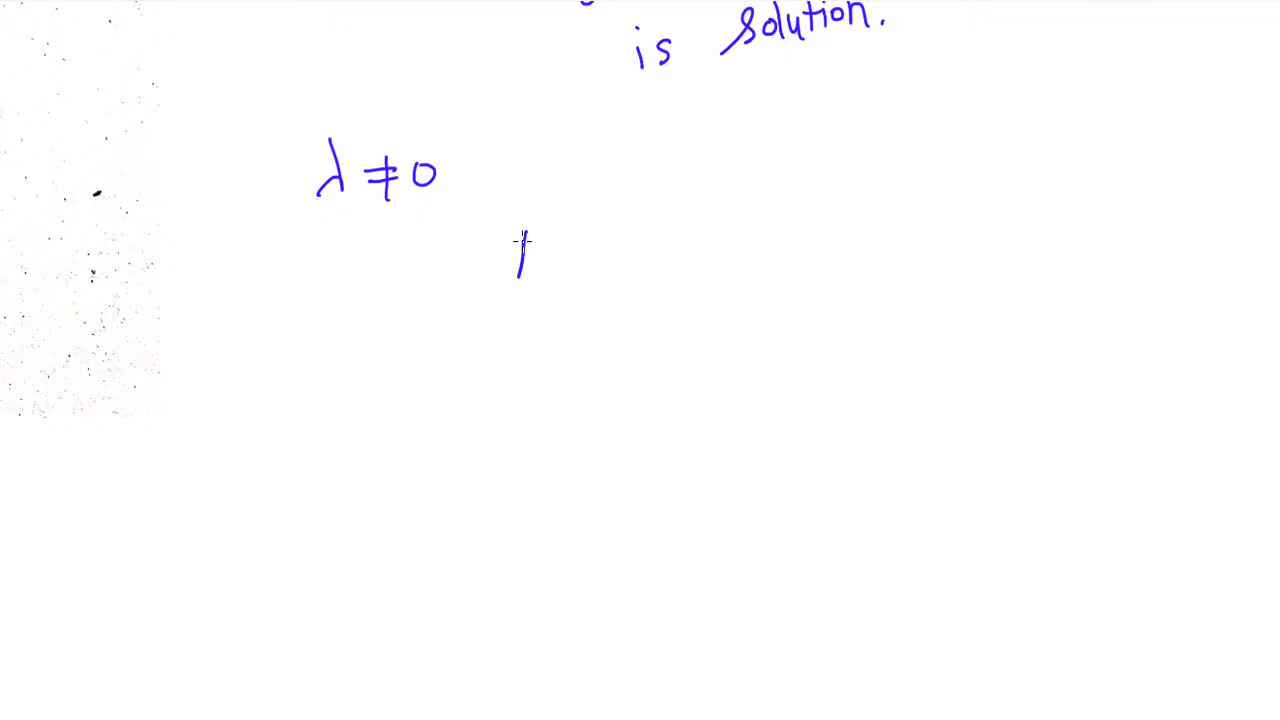 is solution.
λ ≠ 0